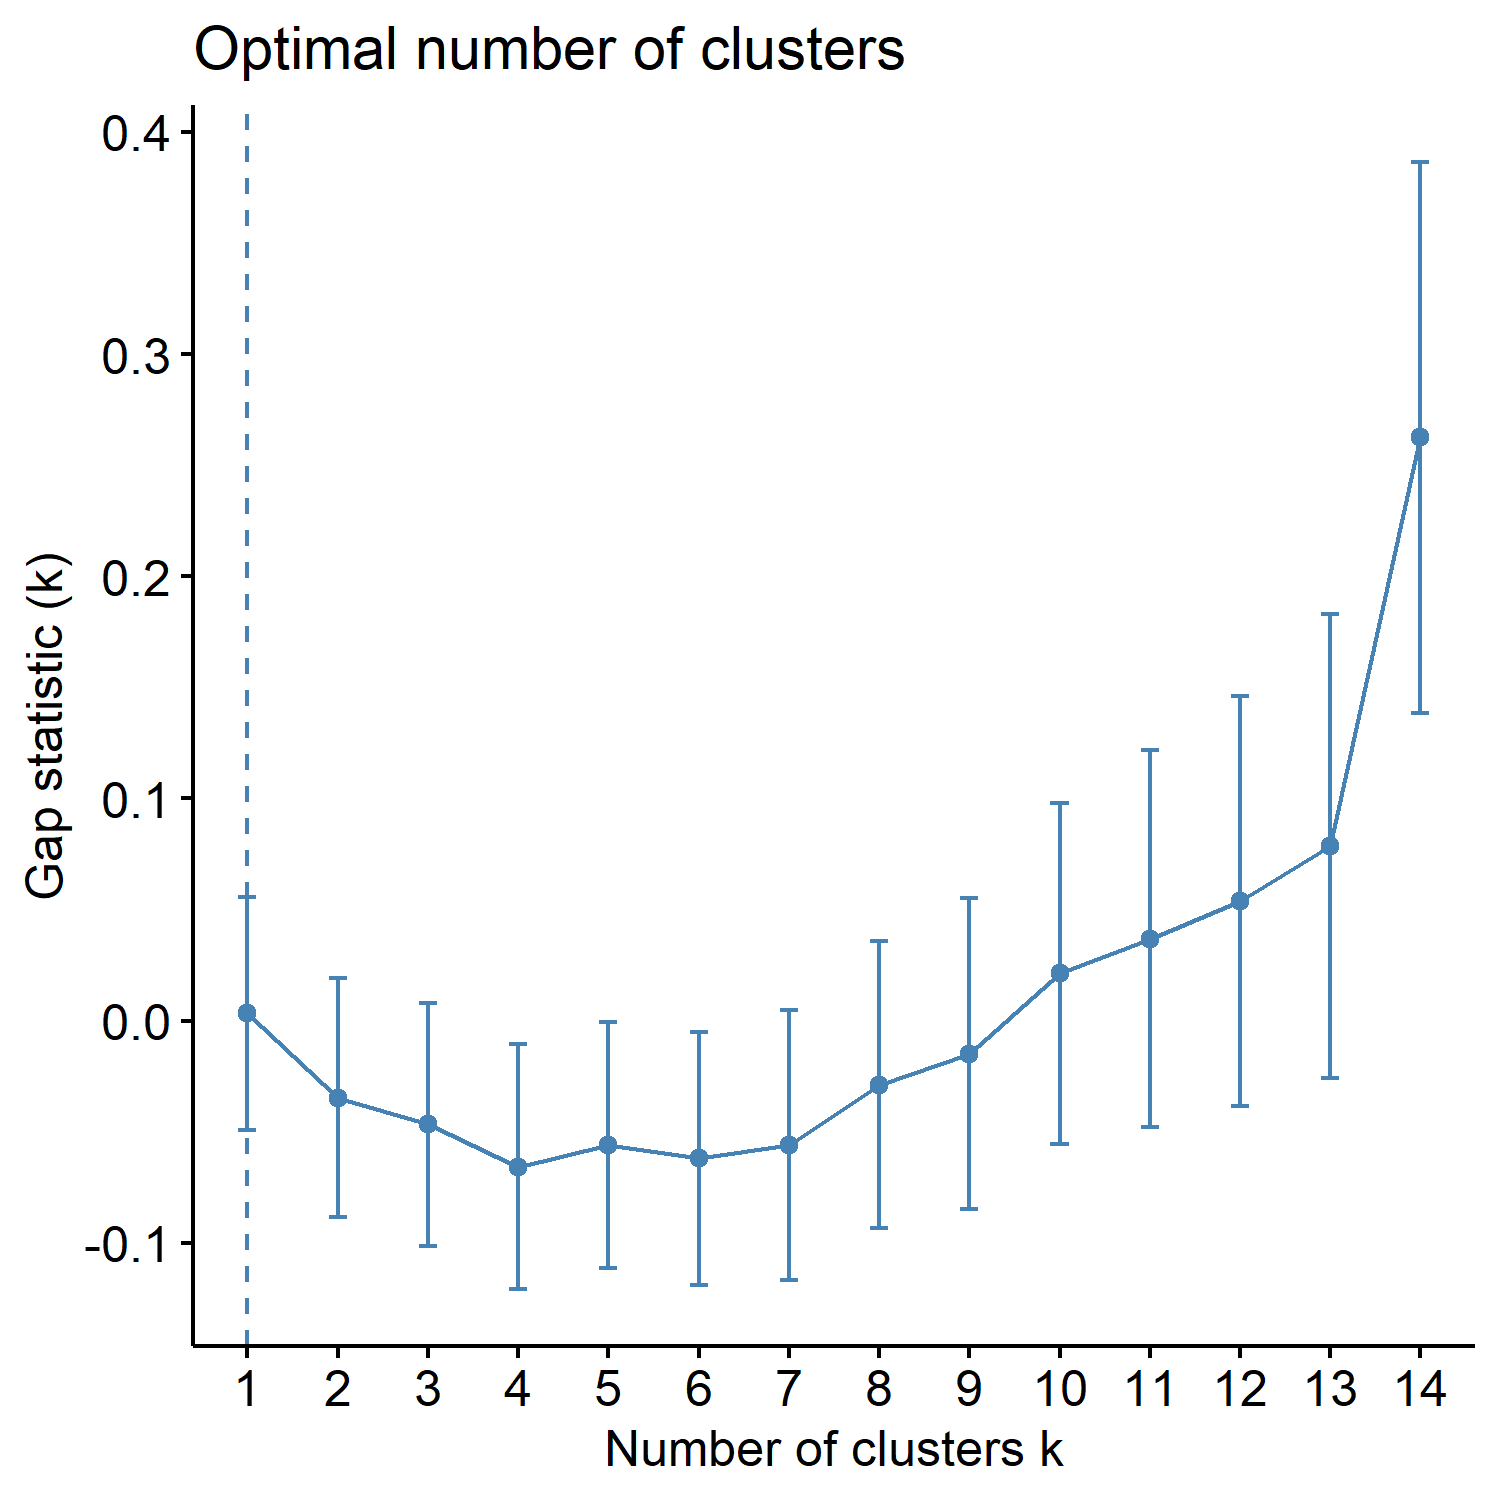 Optimal number of clusters
0.4
0.3
0.2
0.1
0.0
-0.1
Gap statistic (k)
1 2 3 4 5 6 7 8 9 10 11 12 13 14
Number of clusters k